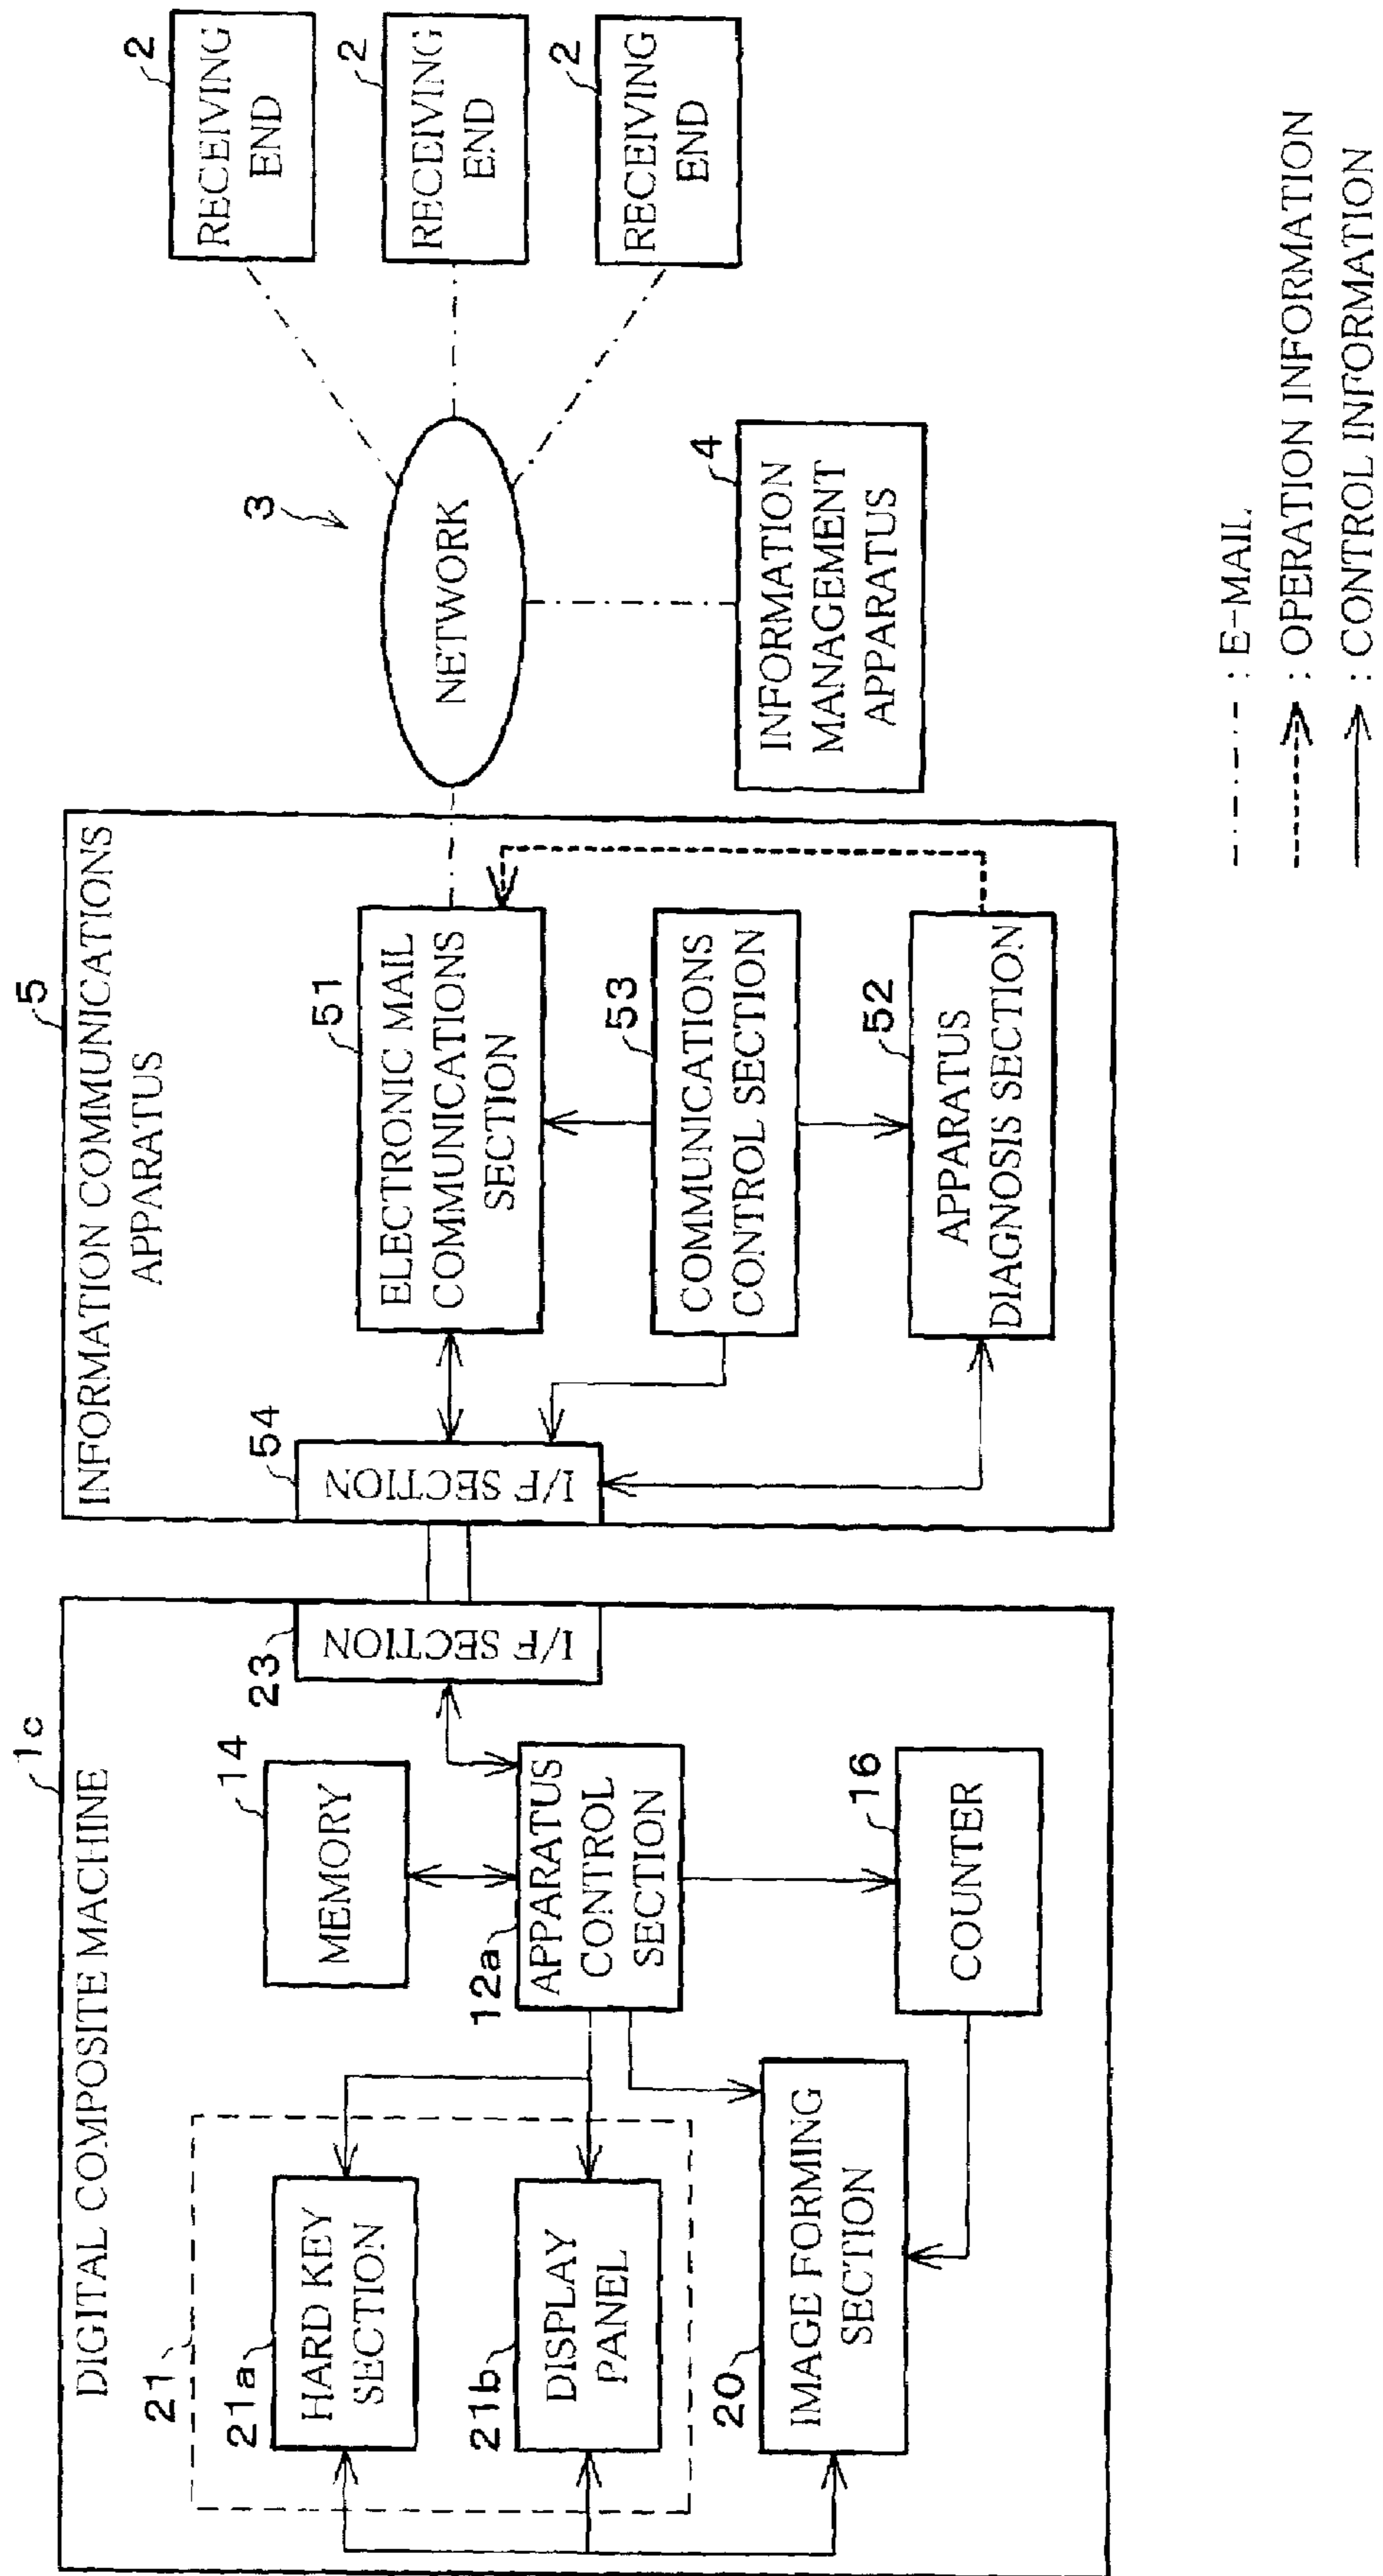 1c
DIGITAL COMPOSITE MACHINE
21
21a
HARD KEY
SECTION
21b
DISPLAY
PANEL
20
IMAGE FORMING
SECTION
14
MEMORY
12a
APPARATUS
CONTROL
SECTION
16
COUNTER
23
I/F SECTION
5
INFORMATION COMMUNICATIONS
APPARATUS
54
I/F SECTION
51
ELECTRONIC MAIL
COMMUNICATIONS
SECTION
53
COMMUNICATIONS
CONTROL SECTION
52
APPARATUS
DIAGNOSIS SECTION
3
NETWORK
4
INFORMATION
MANAGEMENT
APPARATUS
2
RECEIVING
END
2
RECEIVING
END
2
RECEIVING
END
: E-MAIL
: OPERATION INFORMATION
: CONTROL INFORMATION